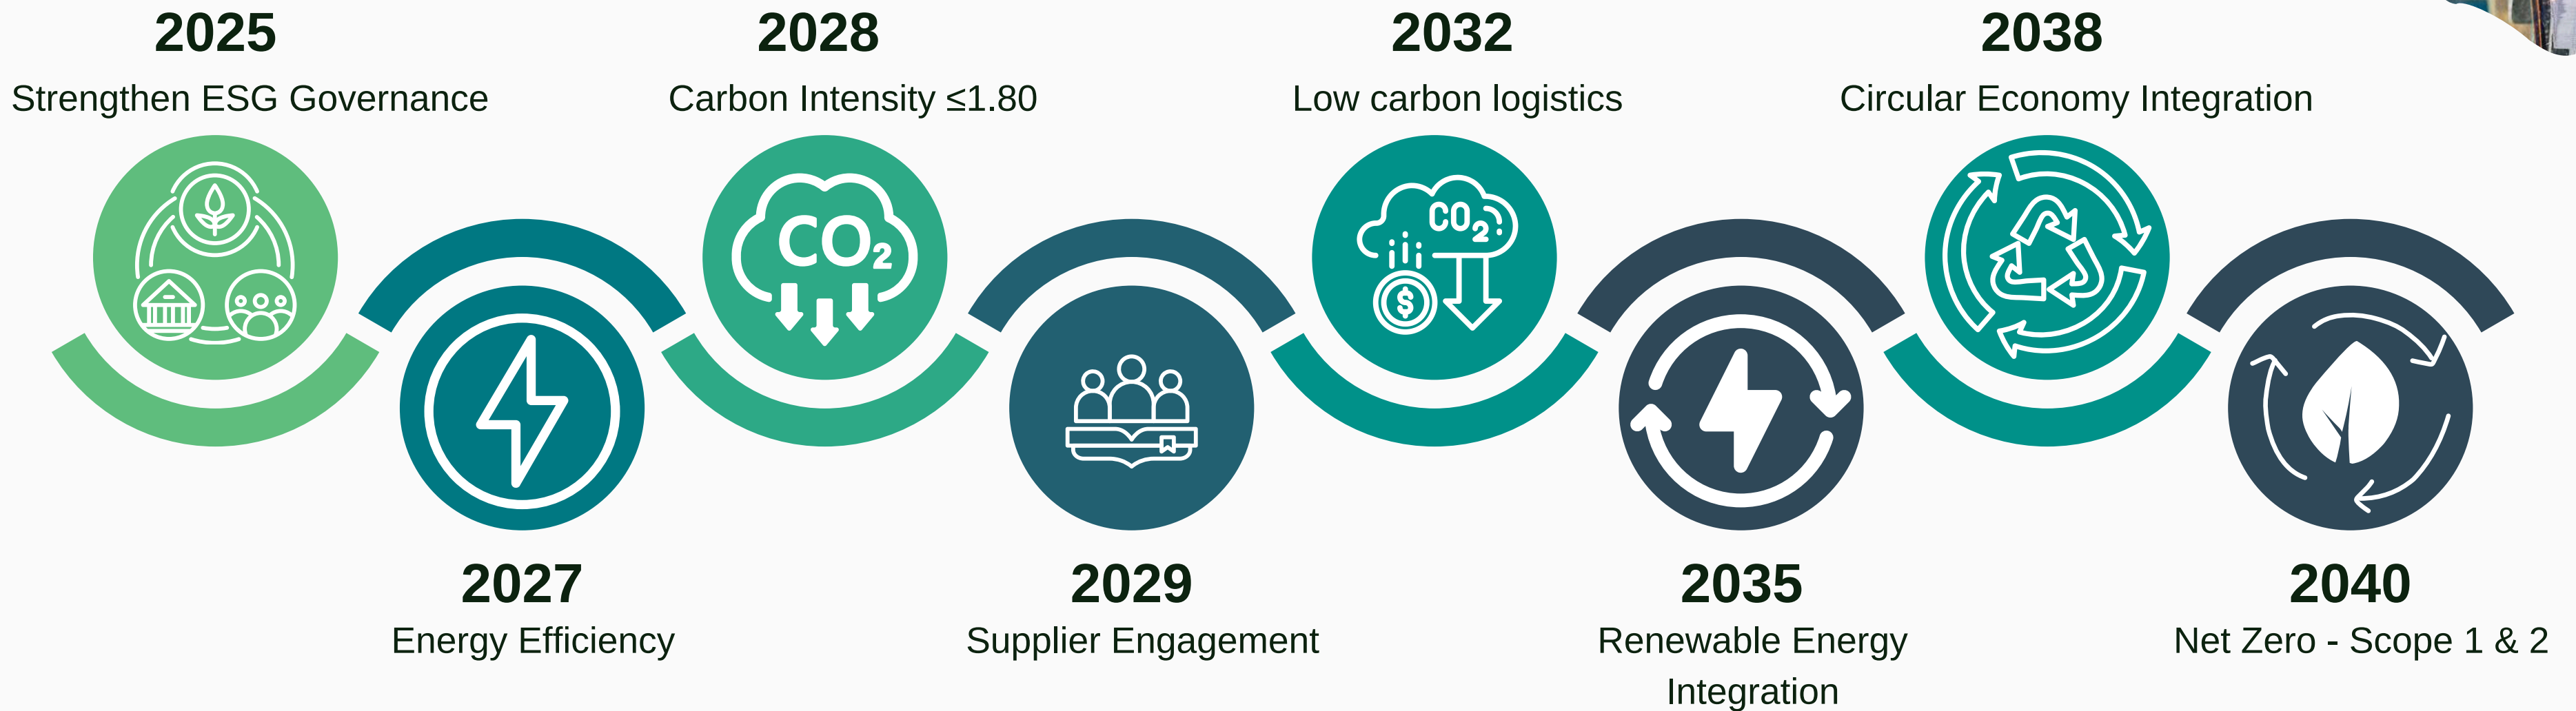 2025
Strengthen ESG Governance
2028
Carbon Intensity ≤1.80
2032
Low carbon logistics
2038
Circular Economy Integration
CO2
CO2
$
2027
Energy Efficiency
2029
Supplier Engagement
2035
Renewable Energy
Integration
2040
Net Zero - Scope 1 & 2